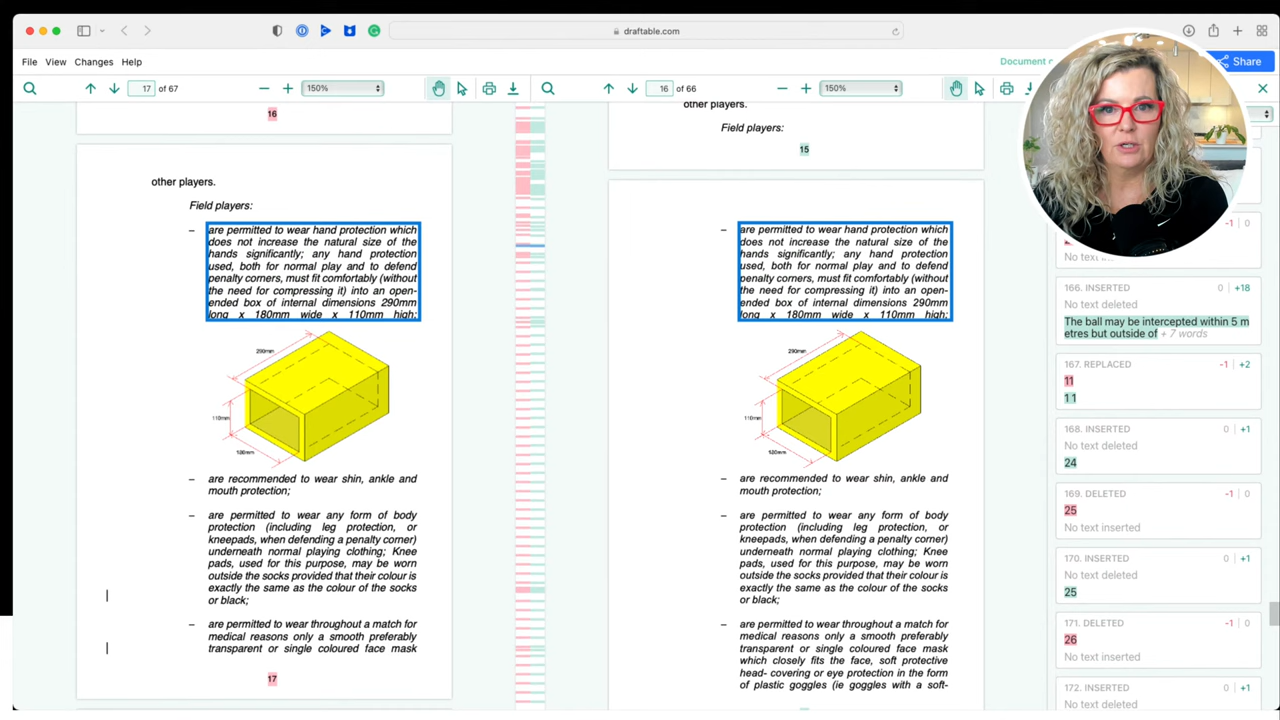 draftable.com
File View Changes Help
Document
Share
17 of 67
150%
16 of 66
150%
16
other players.
Field players:
– are permitted to wear hand protection which
does not increase the natural size of the
hands significantly; any hand protection
used, both for normal play and to defend
penalty corners, must fit comfortably (without
the need for compressing it) into an open-
ended box of internal dimensions 290mm
long x 180mm wide x 110mm high;
290mm
110mm
180mm
– are recommended to wear shin, ankle and
mouth protection;
– are permitted to wear any form of body
protection (including leg protection, or
kneepads, when defending a penalty corner)
underneath normal playing clothing; Knee
pads, used for this purpose, may be worn
outside the socks provided that their colour is
exactly the same as the colour of the socks
or black;
– are permitted to wear throughout a match for
medical reasons only a smooth preferably
transparent or single coloured face mask
17
other players.
Field players:
15
– are permitted to wear hand protection which
does not increase the natural size of the
hands significantly; any hand protection
used, both for normal play and to defend
penalty corners, must fit comfortably (without
the need for compressing it) into an open-
ended box of internal dimensions 290mm
long x 180mm wide x 110mm high;
290mm
110mm
180mm
– are recommended to wear shin, ankle and
mouth protection;
– are permitted to wear any form of body
protection (including leg protection, or
kneepads, when defending a penalty corner)
underneath normal playing clothing; Knee
pads, used for this purpose, may be worn
outside the socks provided that their colour is
exactly the same as the colour of the socks
or black;
– are permitted to wear throughout a match for
medical reasons only a smooth preferably
transparent or single coloured face mask
which closely fits the face, soft protective
head- covering or eye protection in the form
of plastic goggles (ie goggles with a soft-
-1 | 0
No text inserted
166. INSERTED 0 | +18
No text deleted
The ball may be intercepted within 5 m
etres but outside of + 7 words
167. REPLACED -1 | +2
11
1 1
168. INSERTED 0 | +1
No text deleted
24
169. DELETED -1 | 0
25
No text inserted
170. INSERTED 0 | +1
No text deleted
25
171. DELETED -1 | 0
26
No text inserted
172. INSERTED 0 | +1
No text deleted